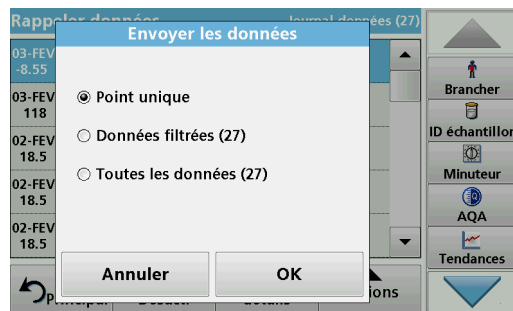 Rappeler données Journal données (27)
Envoyer les données
03-FEV
-8.55
03-FEV
118
02-FEV
18.5
02-FEV
18.5
02-FEV
18.5
Point unique
Données filtrées (27)
Toutes les données (27)
Annuler OK
Brancher
ID échantillon
Minuteur
AQA
Tendances